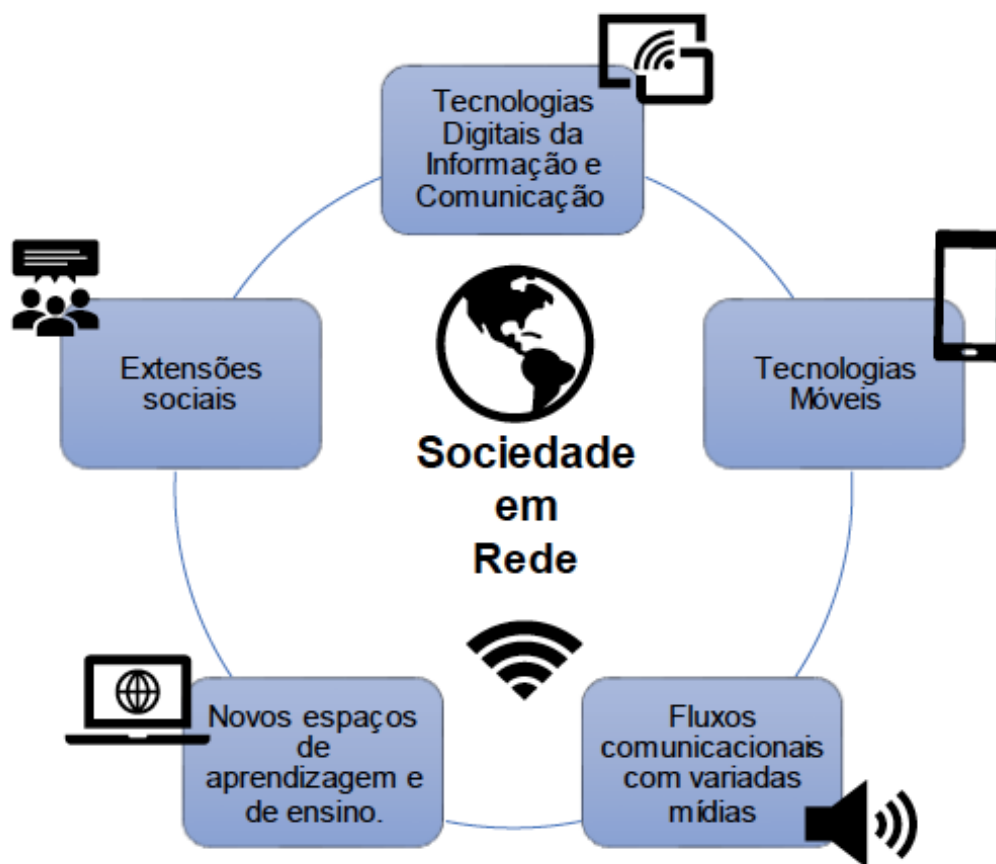 Tecnologias
Digitais da
Informação e
Comunicação
Extensões
sociais
Tecnologias
Móveis
Sociedade
em
Rede
Novos espaços
de
aprendizagem e
de ensino.
Fluxos
comunicacionais
com variadas
mídias